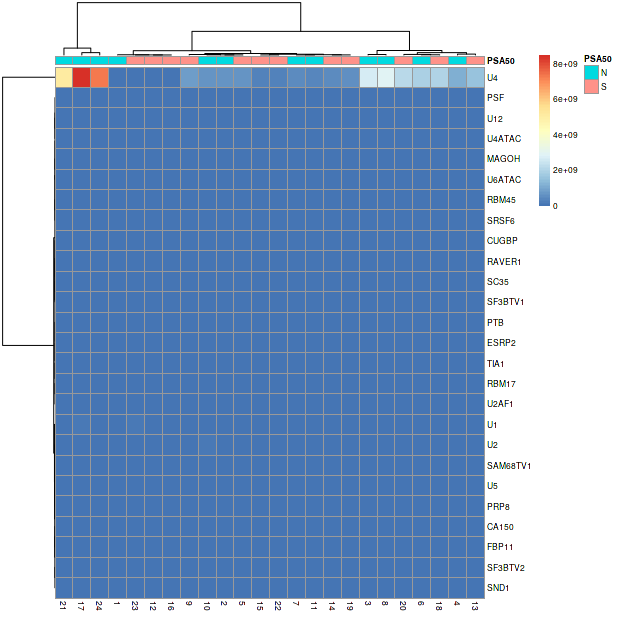 PSA50
U4
PSF
U12
U4ATAC
MAGOH
U6ATAC
RBM45
SRSF6
CUGBP
RAVER1
SC35
SF3BTV1
PTB
ESRP2
TIA1
RBM17
U2AF1
U1
U2
SAM68TV1
U5
PRP8
CA150
FBP11
SF3BTV2
SND1
21 17 24 1 23 12 16 9 10 2 5 15 22 7 11 14 19 3 8 20 6 18 4 13
8e+09
6e+09
4e+09
2e+09
0
PSA50
N
S